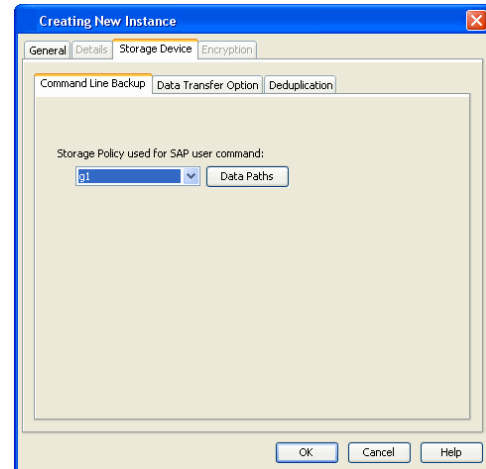 Creating New Instance
General Details Storage Device Encryption
Command Line Backup Data Transfer Option Deduplication
Storage Policy used for SAP user command:
g1 Data Paths
OK Cancel Help